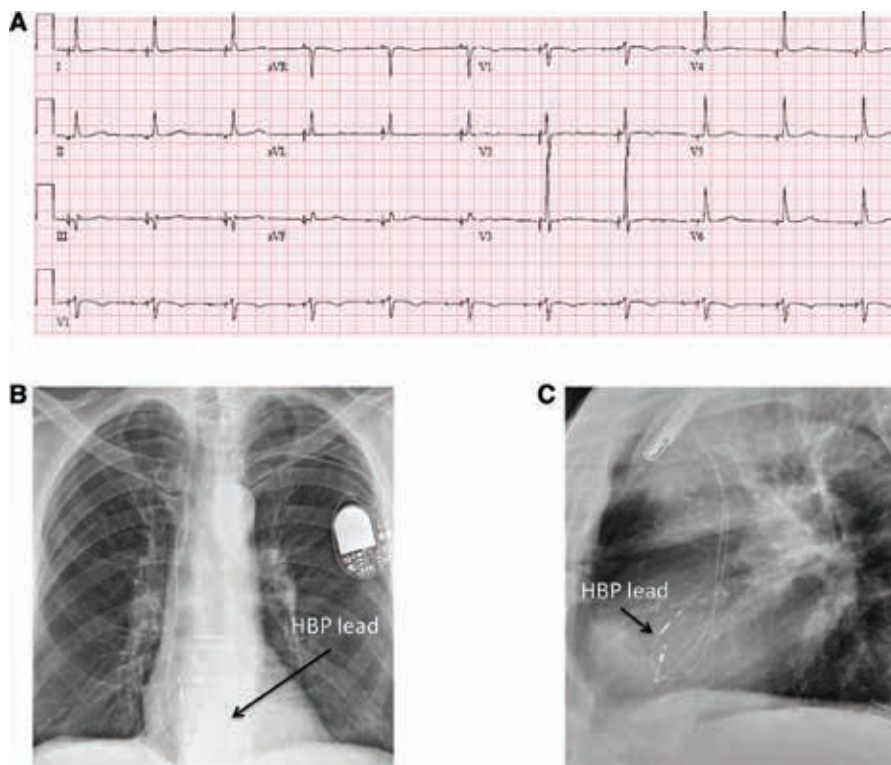 A
I aVR V1 V4
II aVL V2 V5
III aVF V3 V6
V1
B
HBP lead
C
HBP lead